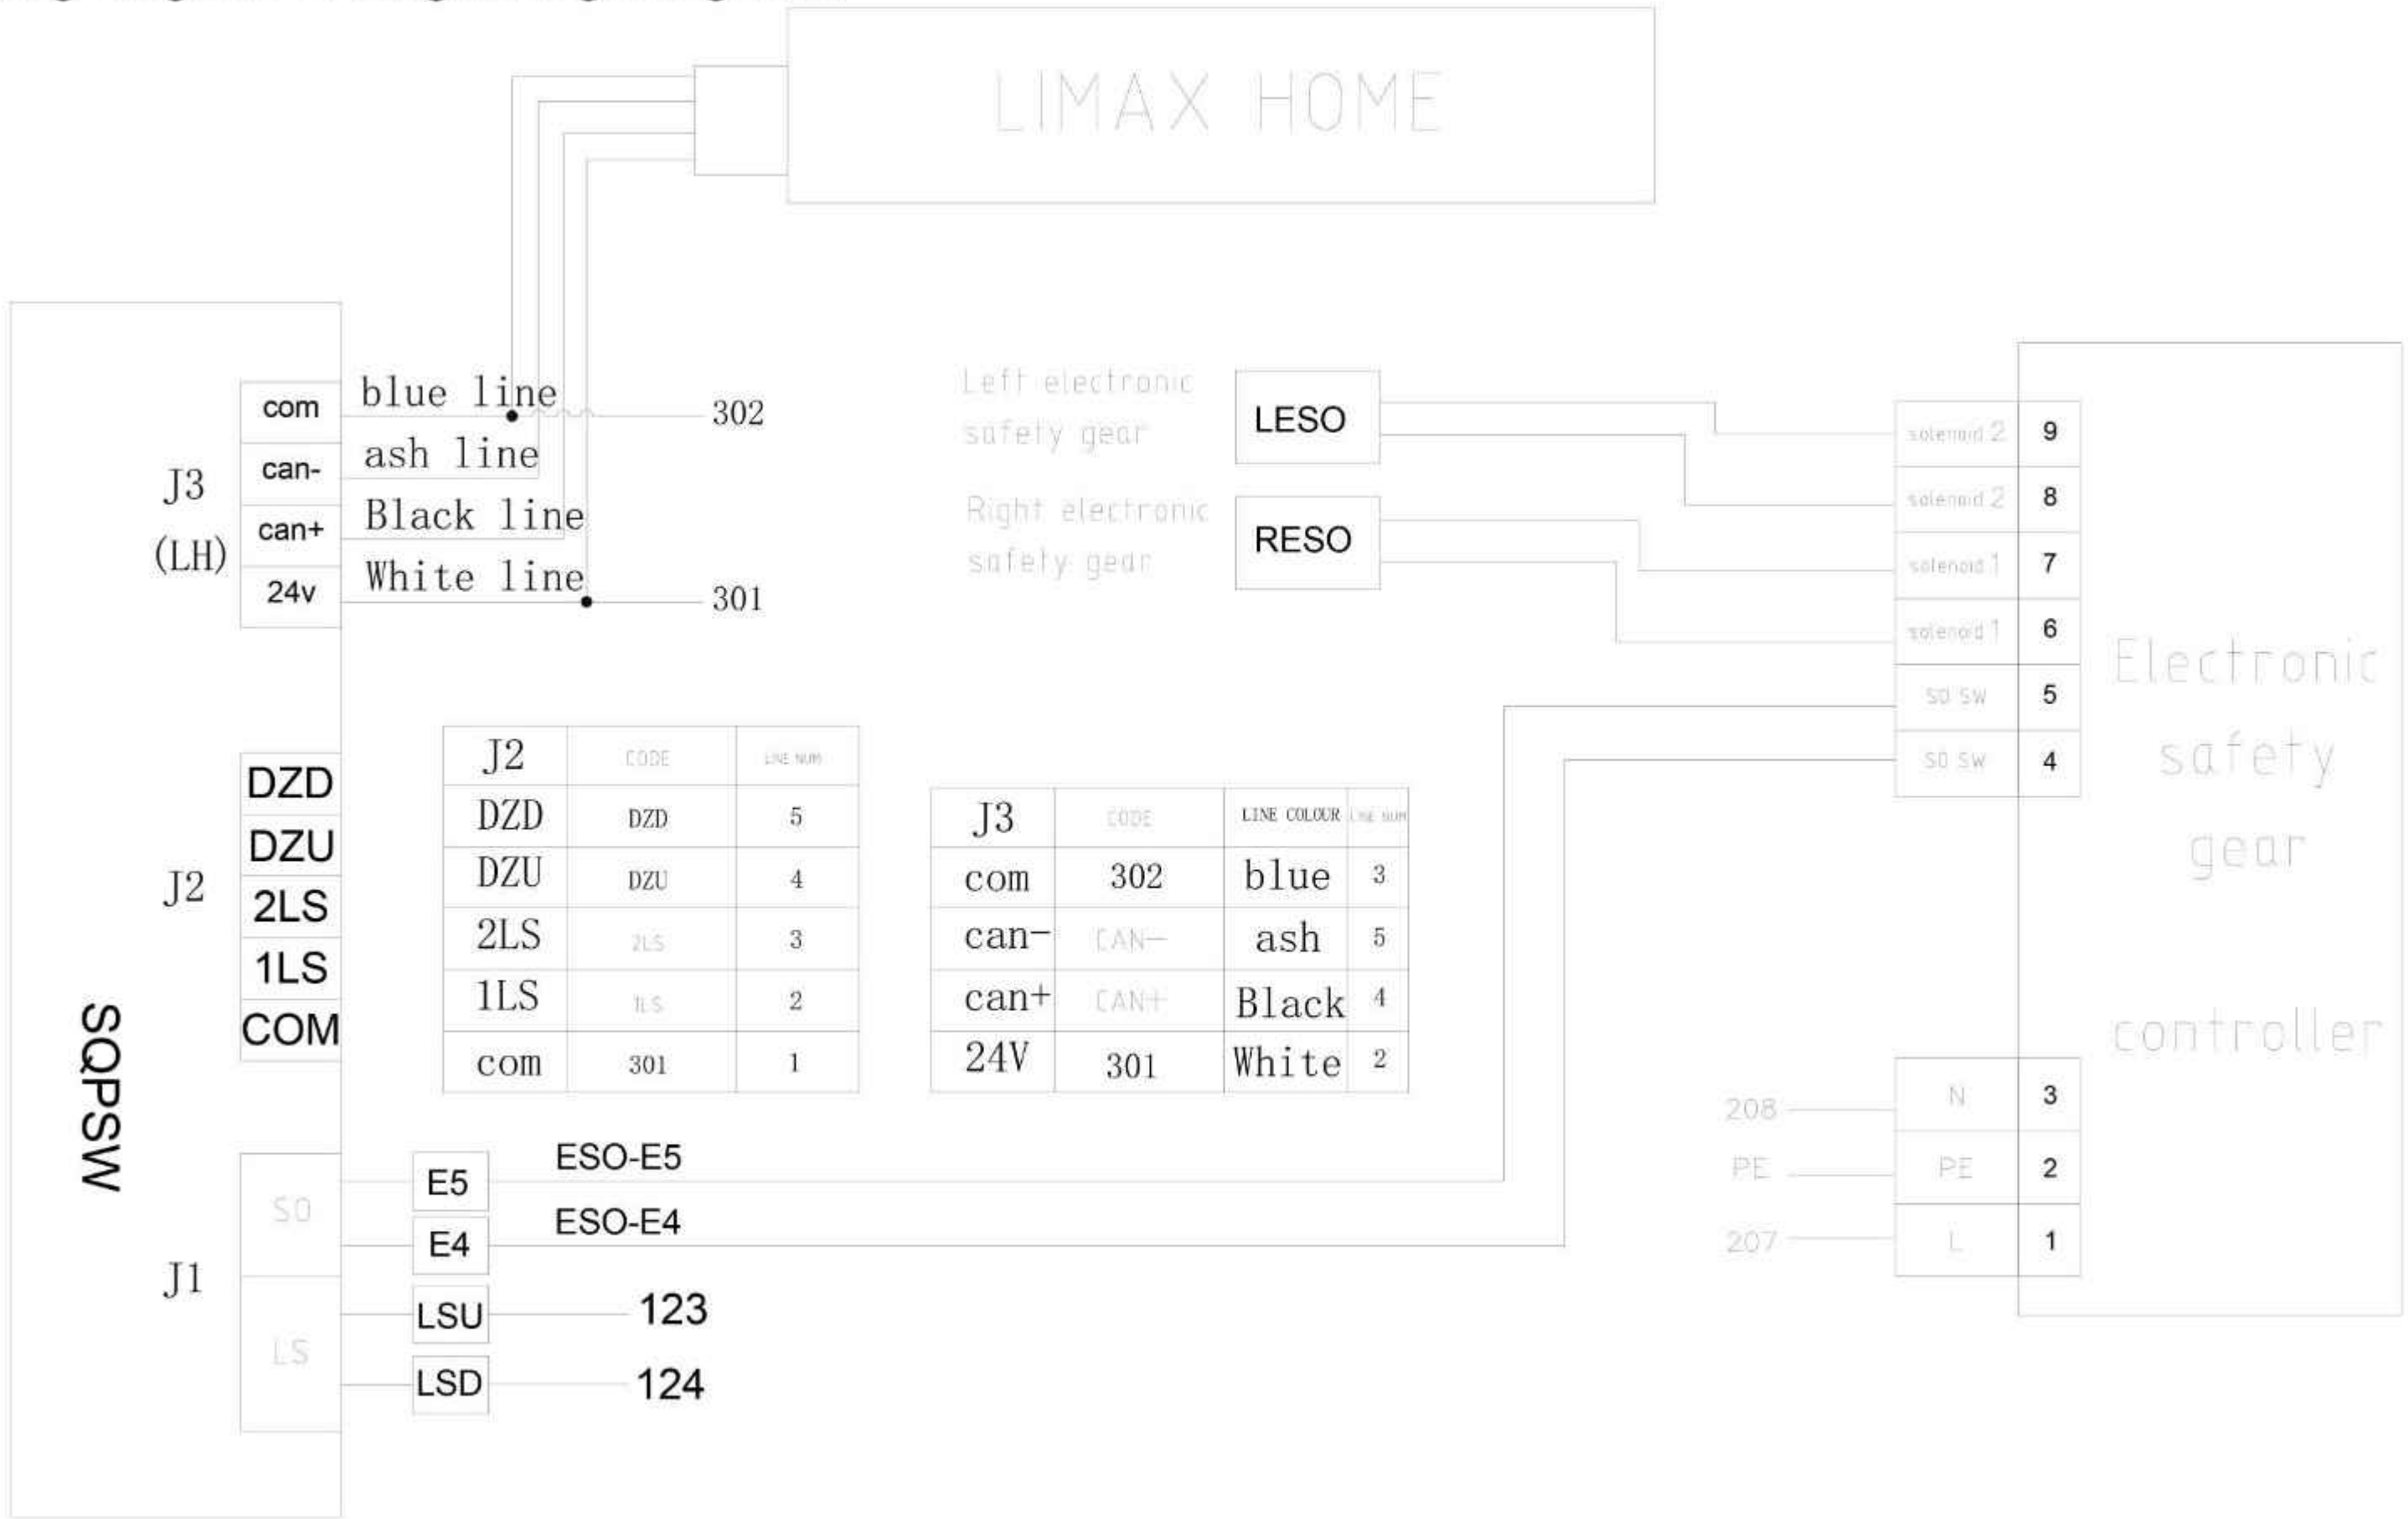 LIMAX HOME
J3
(LH)
com
can-
can+
24v
blue line
ash line
Black line
White line
302
301
Left electronic
safety gear
LESO
Right electronic
safety gear
RESO
solenoid 2 9
solenoid 2 8
solenoid 1 7
solenoid 1 6
SO SW 5
SO SW 4
Electronic
safety
gear
controller
208 N 3
PE PE 2
207 L 1
J2
DZD
DZU
2LS
1LS
COM
J2 CODE LINE NUM
DZD DZD 5
DZU DZU 4
2LS 2LS 3
1LS 1LS 2
com 301 1
J3 CODE LINE COLOUR LINE NUM
com 302 blue 3
can- CAN- ash 5
can+ CAN+ Black 4
24V 301 White 2
SQPSW
J1
SO
LS
E5 ESO-E5
E4 ESO-E4
LSU 123
LSD 124